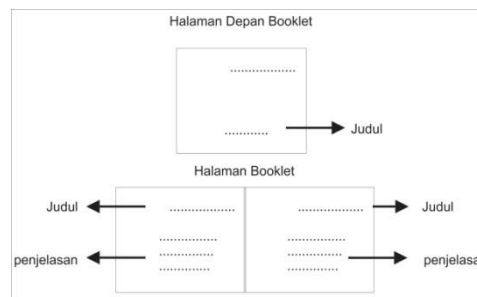 Halaman Depan Booklet
....................
Judul
.............
Halaman Booklet
Judul .................... .................... Judul
.................
penjelasan ................. ................. penjelasa
...............